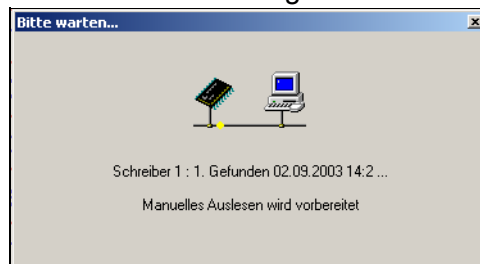 Bitte warten...
Schreiber 1 : 1. Gefunden 02.09.2003 14:2 ...
Manuelles Auslesen wird vorbereitet